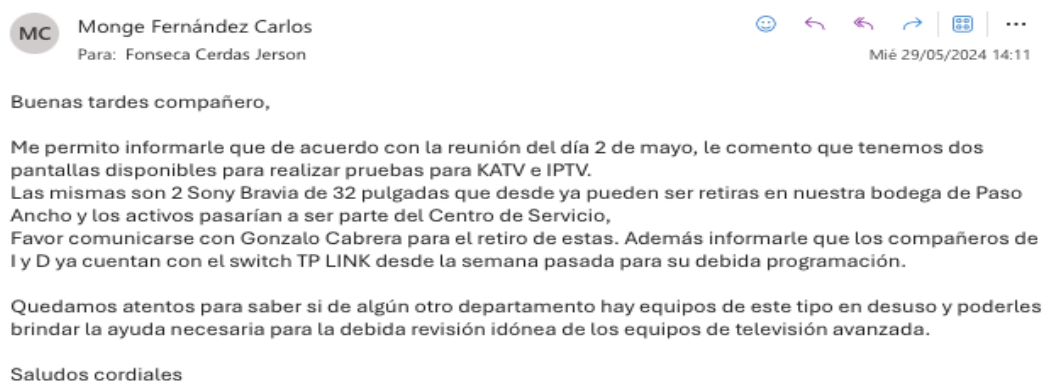 MC
Monge Fernández Carlos
Para: Fonseca Cerdas Jerson
Mié 29/05/2024 14:11
Buenas tardes compañero,
Me permito informarle que de acuerdo con la reunión del día 2 de mayo, le comento que tenemos dos
pantallas disponibles para realizar pruebas para KATV e IPTV.
Las mismas son 2 Sony Bravia de 32 pulgadas que desde ya pueden ser retiras en nuestra bodega de Paso
Ancho y los activos pasarían a ser parte del Centro de Servicio,
Favor comunicarse con Gonzalo Cabrera para el retiro de estas. Además informarle que los compañeros de
I y D ya cuentan con el switch TP LINK desde la semana pasada para su debida programación.
Quedamos atentos para saber si de algún otro departamento hay equipos de este tipo en desuso y poderles
brindar la ayuda necesaria para la debida revisión idónea de los equipos de televisión avanzada.
Saludos cordiales